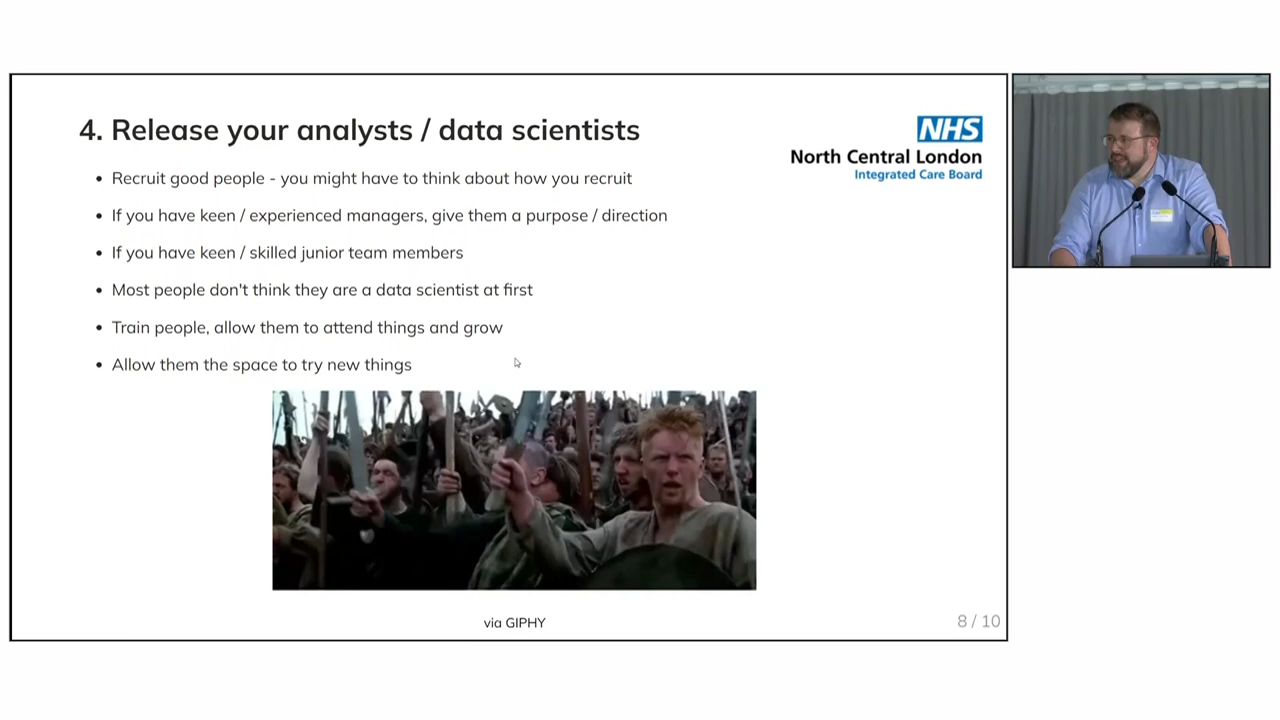 4. Release your analysts / data scientists
NHS
North Central London
Integrated Care Board
• Recruit good people - you might have to think about how you recruit
• If you have keen / experienced managers, give them a purpose / direction
• If you have keen / skilled junior team members
• Most people don't think they are a data scientist at first
• Train people, allow them to attend things and grow
• Allow them the space to try new things
via GIPHY
8 / 10